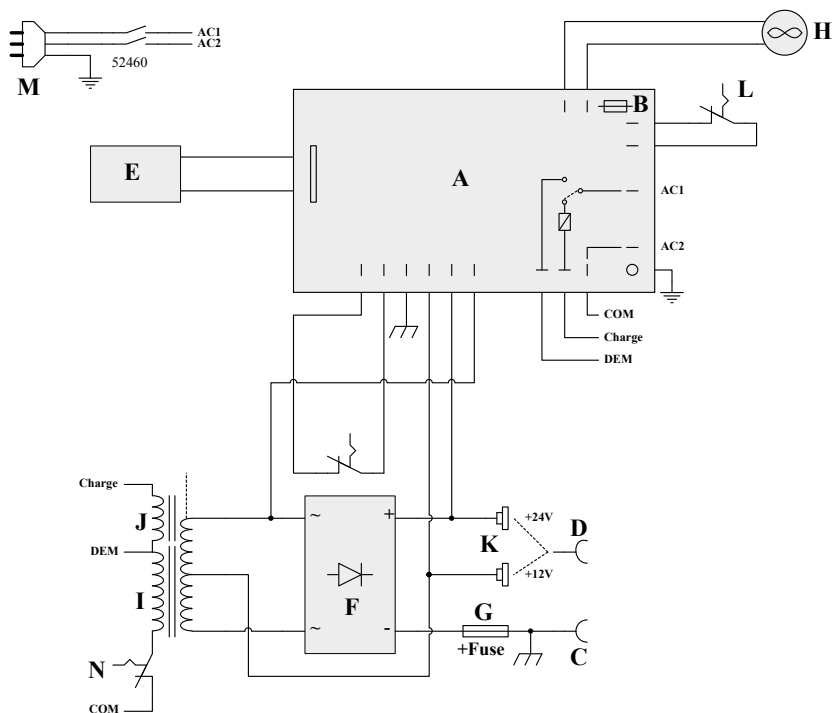 AC1
AC2
52460
M
H
B
L
E
A
AC1
AC2
COM
Charge
DEM
Charge
J
DEM
I
N
COM
~
+
~
-
F
K
+24V
+12V
D
G
+Fuse
C